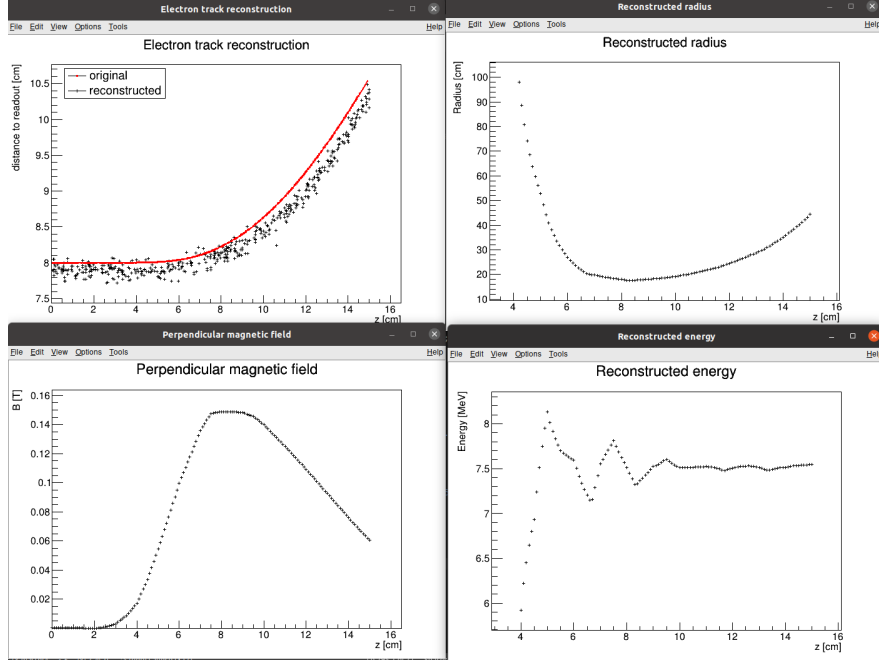 Electron track reconstruction
File Edit View Options Tools Help
Electron track reconstruction
distance to readout [cm]
original
reconstructed
10.5
10
9.5
9
8.5
8
7.5
0 2 4 6 8 10 12 14 16
z [cm]
Reconstructed radius
File Edit View Options Tools Help
Reconstructed radius
Radius [cm]
100
90
80
70
60
50
40
30
20
10
4 6 8 10 12 14 16
z [cm]
Perpendicular magnetic field
File Edit View Options Tools Help
Perpendicular magnetic field
B [T]
0.16
0.14
0.12
0.1
0.08
0.06
0.04
0.02
0 2 4 6 8 10 12 14 16
z [cm]
Reconstructed energy
File Edit View Options Tools Help
Reconstructed energy
Energy [MeV]
8
7.5
7
6.5
6
4 6 8 10 12 14 16
z [cm]